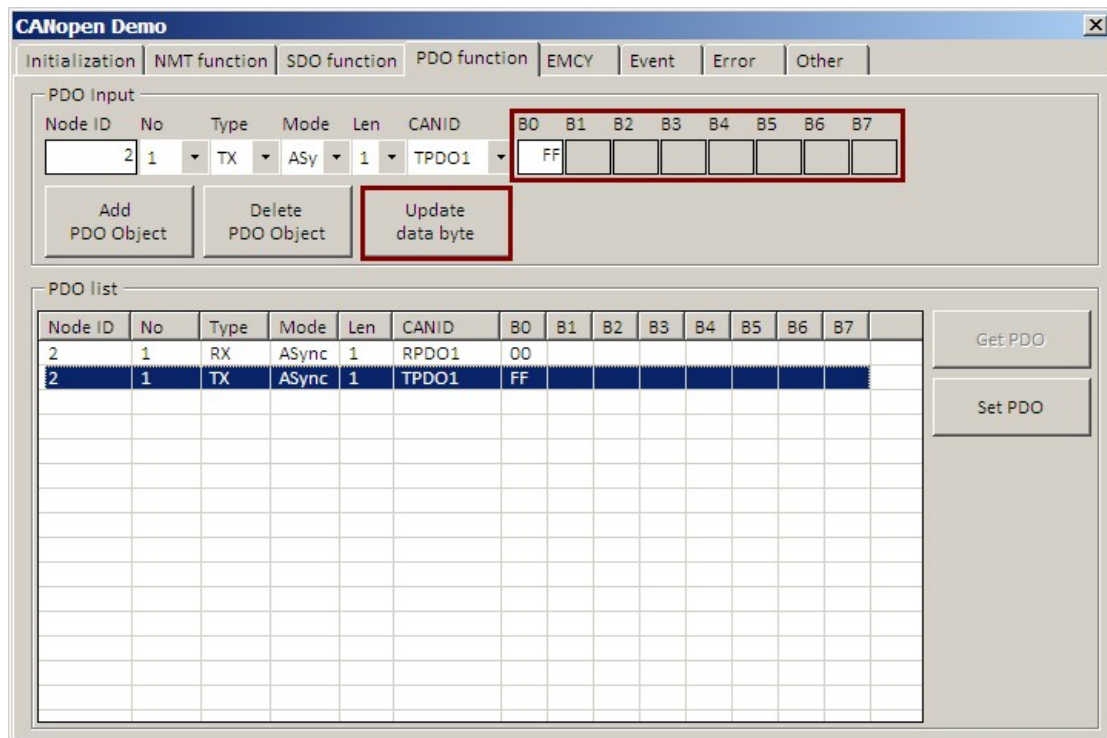 CANopen Demo
Initialization NMT function SDO function PDO function EMCY Event Error Other
PDO Input
Node ID No Type Mode Len CANID B0 B1 B2 B3 B4 B5 B6 B7
2 1 TX ASy 1 TPDO1 FF
Add PDO Object Delete PDO Object Update data byte
PDO list
Node ID No Type Mode Len CANID B0 B1 B2 B3 B4 B5 B6 B7
2 1 RX ASync 1 RPDO1 00
2 1 TX ASync 1 TPDO1 FF
Get PDO
Set PDO